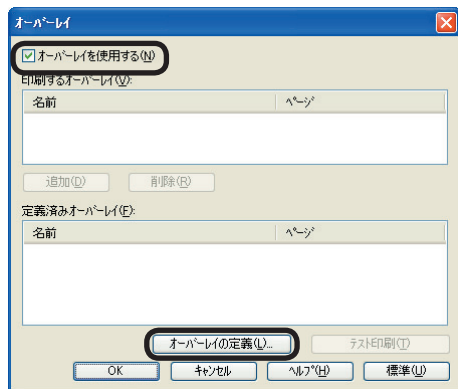 オーバーレイ
オーバーレイを使用する(N)
印刷するオーバーレイ(V):
名前 ページ
追加(D) 削除(R)
定義済みオーバーレイ(F):
名前 ページ
オーバーレイの定義(L)... テスト印刷(T)
OK キャンセル ヘルプ(H) 標準(U)